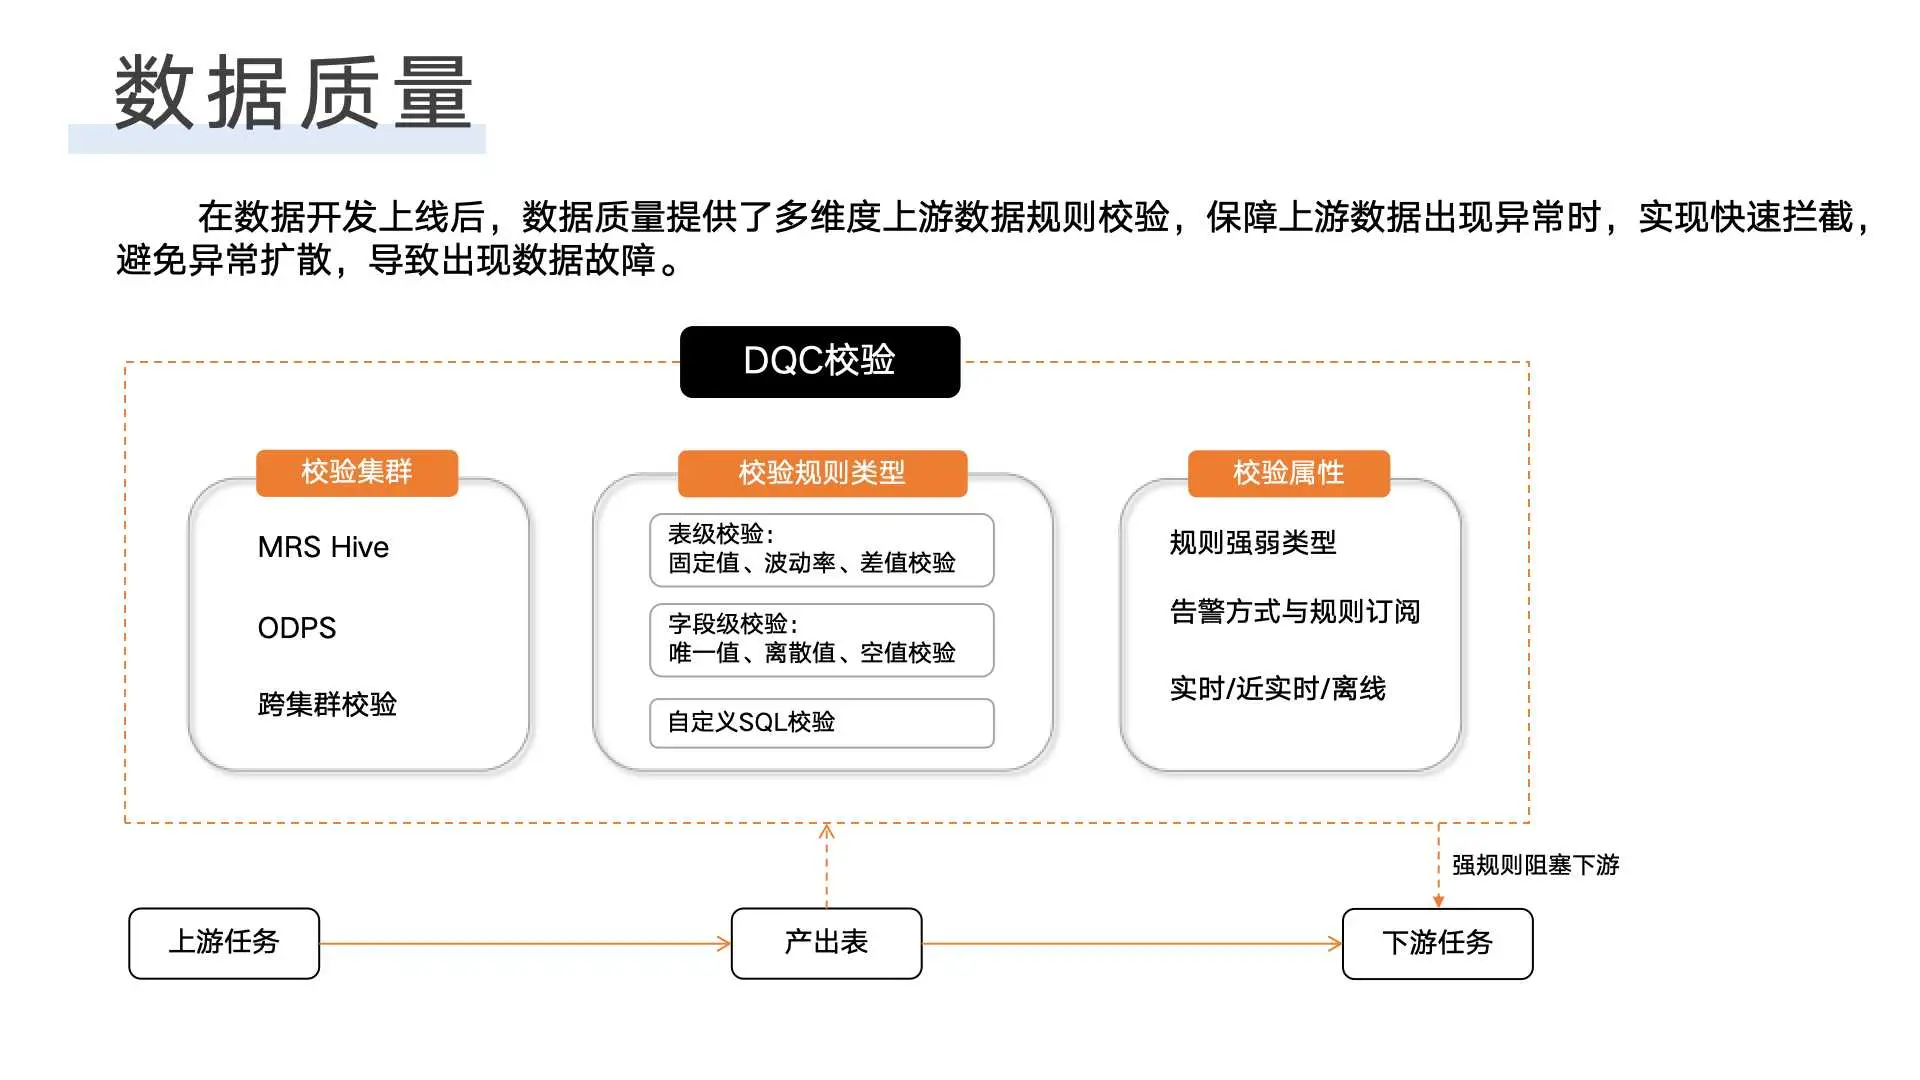 数据质量
在数据开发上线后，数据质量提供了多维度上游数据规则校验，保障上游数据出现异常时，实现快速拦截，
避免异常扩散，导致出现数据故障。
DQC校验
校验集群
MRS Hive
ODPS
跨集群校验
校验规则类型
表级校验：
固定值、波动率、差值校验
字段级校验：
唯一值、离散值、空值校验
自定义SQL校验
校验属性
规则强弱类型
告警方式与规则订阅
实时/近实时/离线
强规则阻塞下游
上游任务
产出表
下游任务